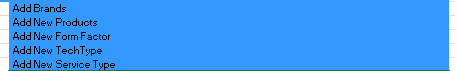 Add Brands
Add New Products
Add New Form Factor
Add New TechType
Add New Service Type